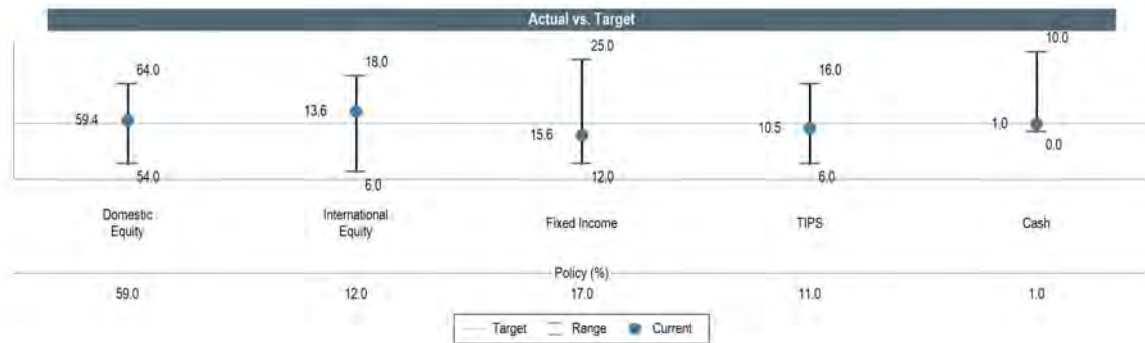 Actual vs. Target
64.0
59.4
54.0
18.0
13.6
6.0
25.0
15.6
12.0
16.0
10.5
6.0
10.0
1.0
0.0
Domestic
Equity
International
Equity
Fixed Income
TIPS
Cash
Policy (%)
59.0 12.0 17.0 11.0 1.0
Target Range Current